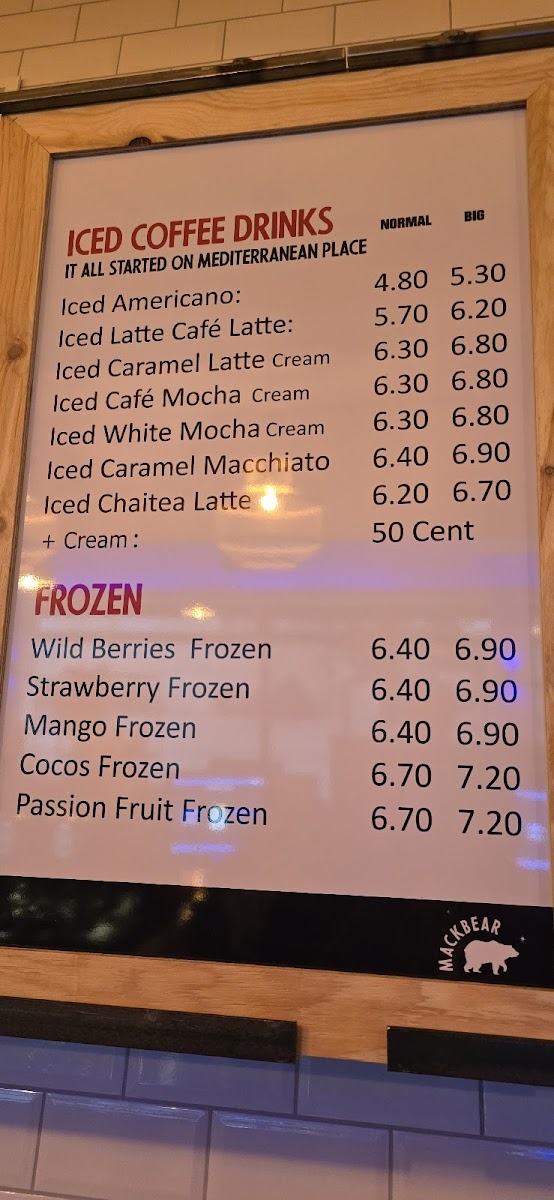 ICED COFFEE DRINKS NORMAL BIG
IT ALL STARTED ON MEDITERRANEAN PLACE
Iced Americano: 4.80 5.30
Iced Latte Café Latte: 5.70 6.20
Iced Caramel Latte Cream 6.30 6.80
Iced Café Mocha Cream 6.30 6.80
Iced White Mocha Cream 6.30 6.80
Iced Caramel Macchiato 6.40 6.90
Iced Chaitea Latte 6.20 6.70
+ Cream : 50 Cent
FROZEN
Wild Berries Frozen 6.40 6.90
Strawberry Frozen 6.40 6.90
Mango Frozen 6.40 6.90
Cocos Frozen 6.70 7.20
Passion Fruit Frozen 6.70 7.20
MACKBEAR